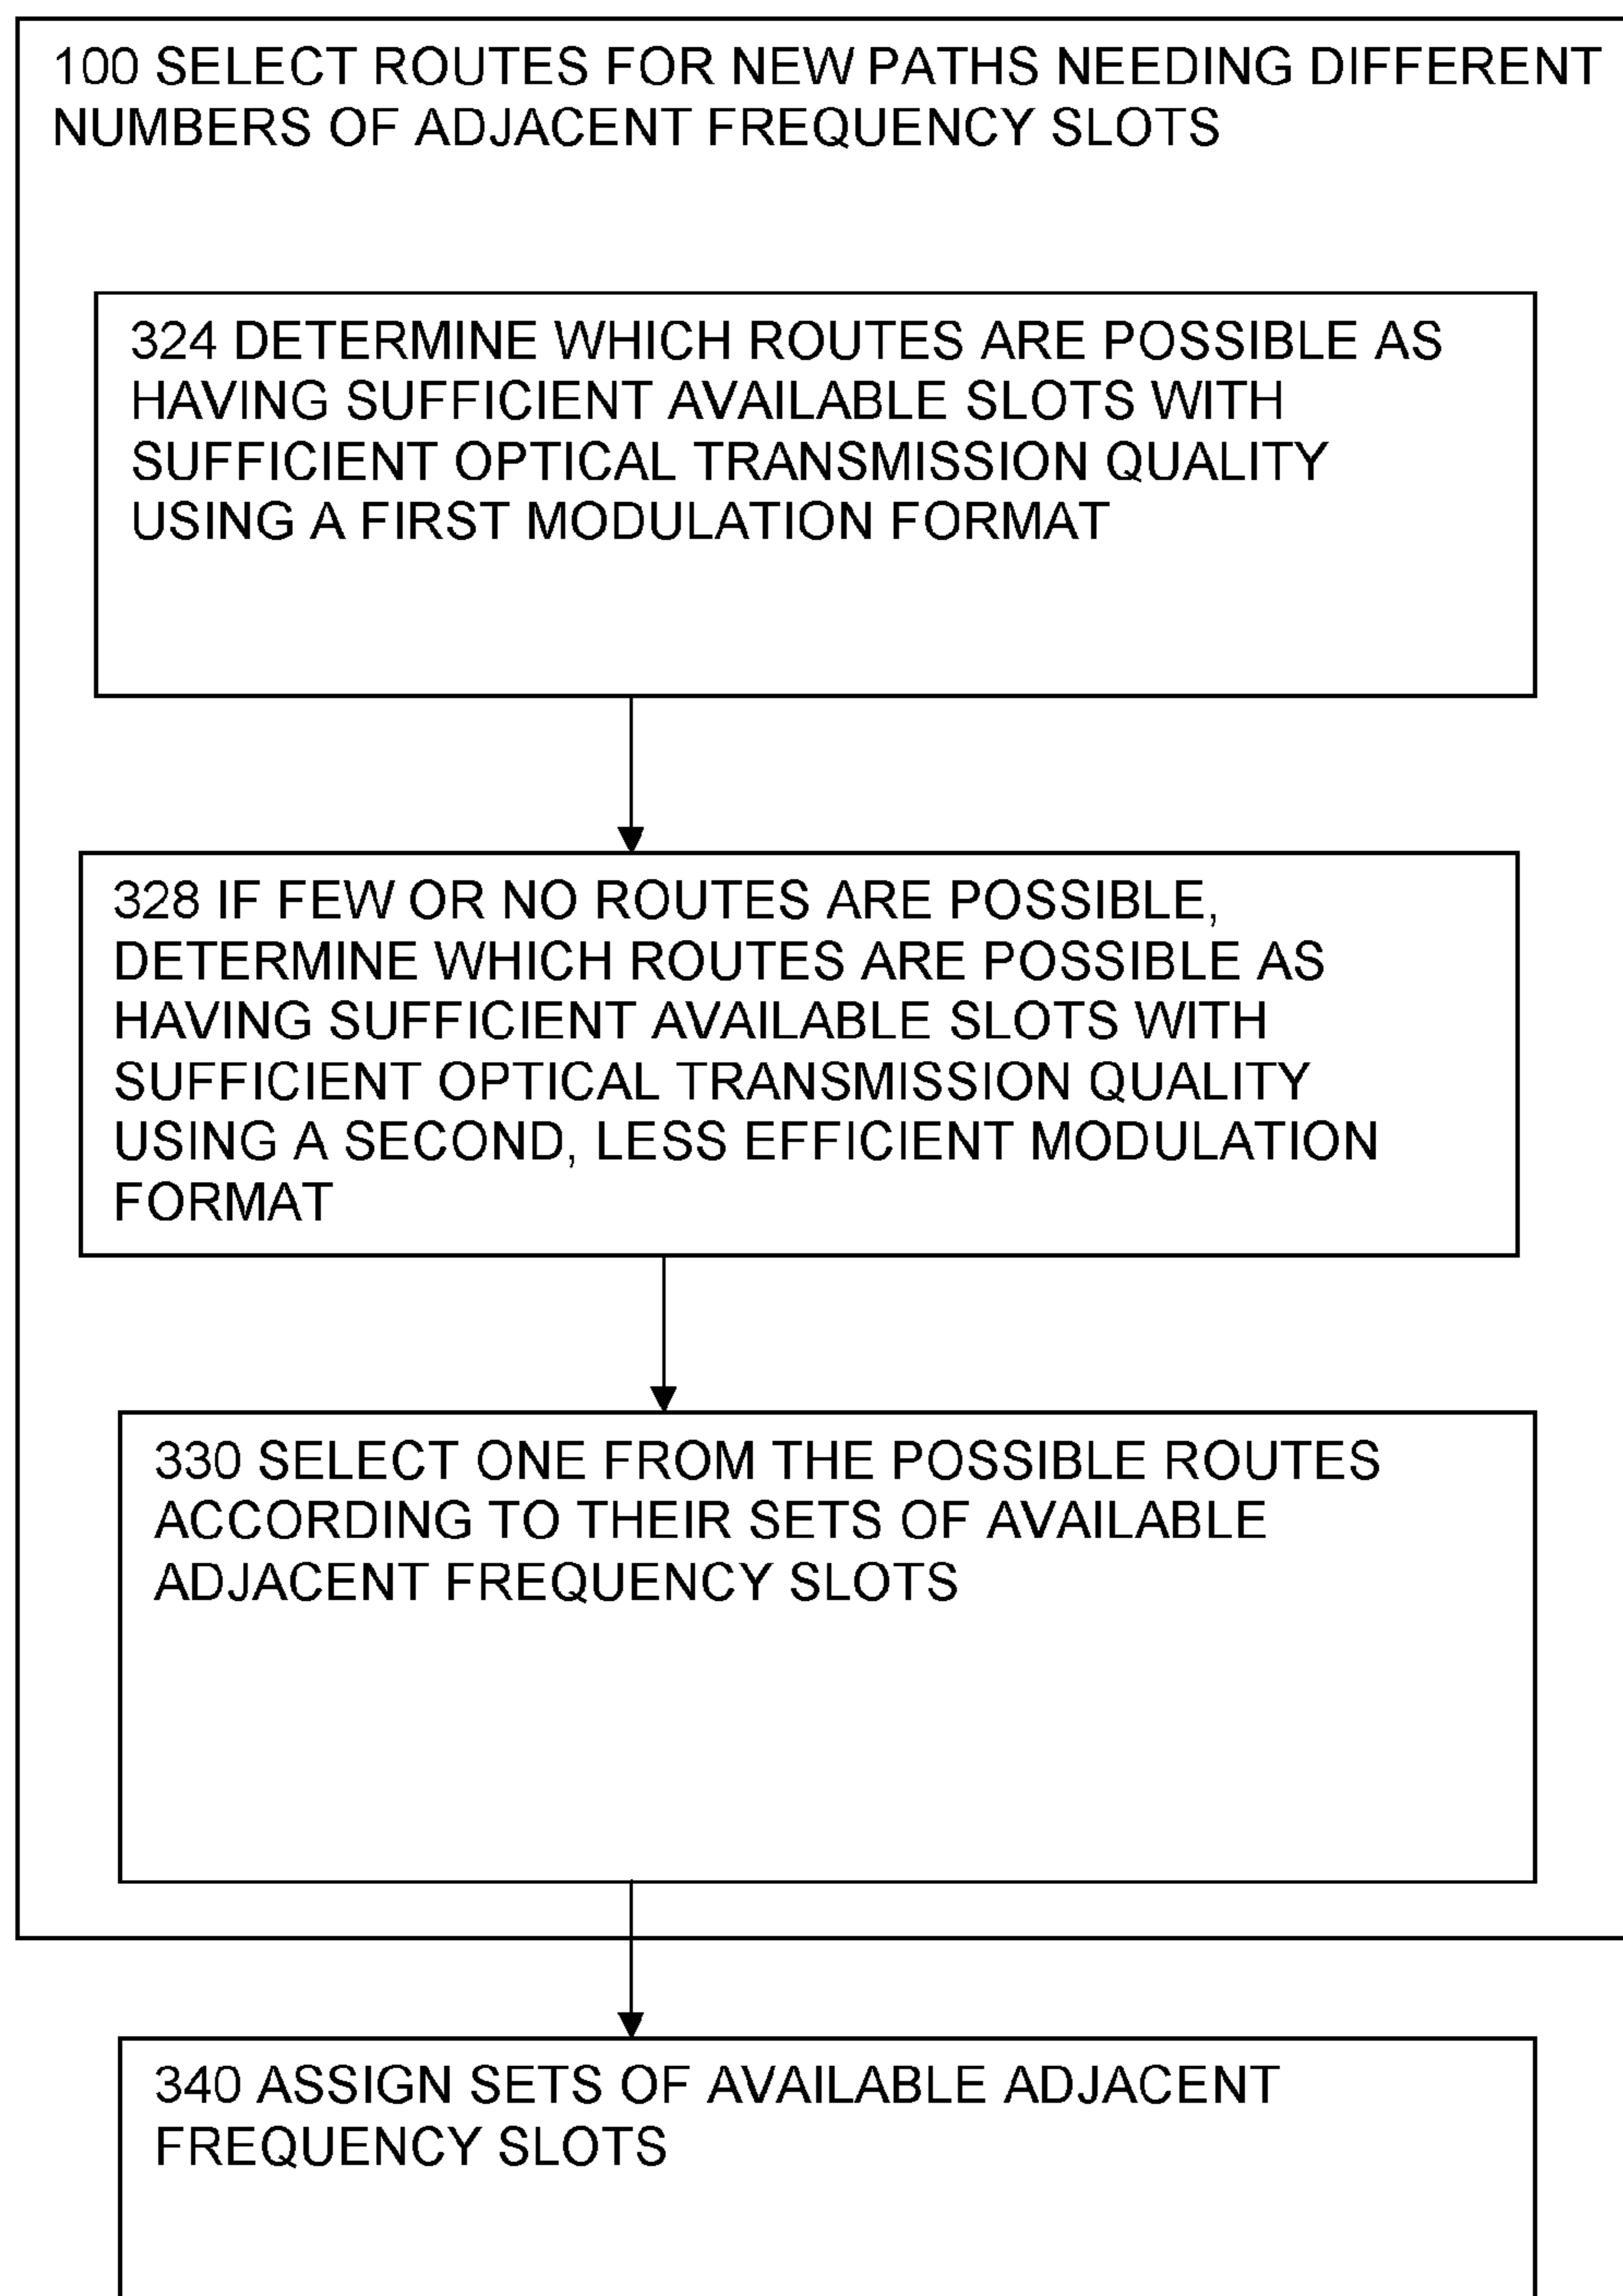 100 SELECT ROUTES FOR NEW PATHS NEEDING DIFFERENT
NUMBERS OF ADJACENT FREQUENCY SLOTS
324 DETERMINE WHICH ROUTES ARE POSSIBLE AS
HAVING SUFFICIENT AVAILABLE SLOTS WITH
SUFFICIENT OPTICAL TRANSMISSION QUALITY
USING A FIRST MODULATION FORMAT
328 IF FEW OR NO ROUTES ARE POSSIBLE,
DETERMINE WHICH ROUTES ARE POSSIBLE AS
HAVING SUFFICIENT AVAILABLE SLOTS WITH
SUFFICIENT OPTICAL TRANSMISSION QUALITY
USING A SECOND, LESS EFFICIENT MODULATION
FORMAT
330 SELECT ONE FROM THE POSSIBLE ROUTES
ACCORDING TO THEIR SETS OF AVAILABLE
ADJACENT FREQUENCY SLOTS
340 ASSIGN SETS OF AVAILABLE ADJACENT
FREQUENCY SLOTS